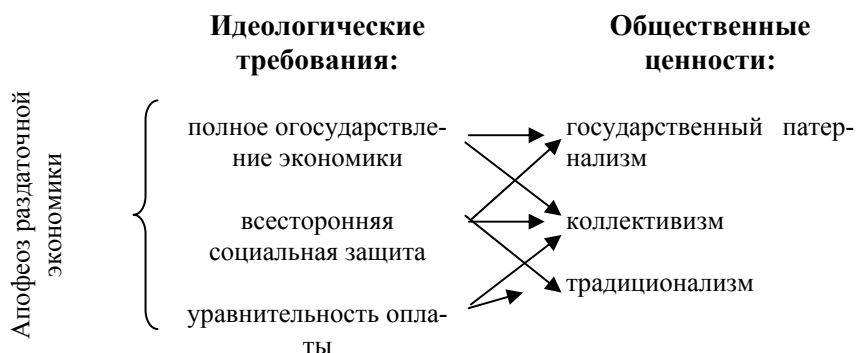 Идеологические
требования:
Общественные
ценности:
Апофеоз раздаточной
экономики
полное огосударствле-
ние экономики
всесторонняя
социальная защита
уравнительность опла-
ты
государственный патер-
нализм
коллективизм
традиционализм